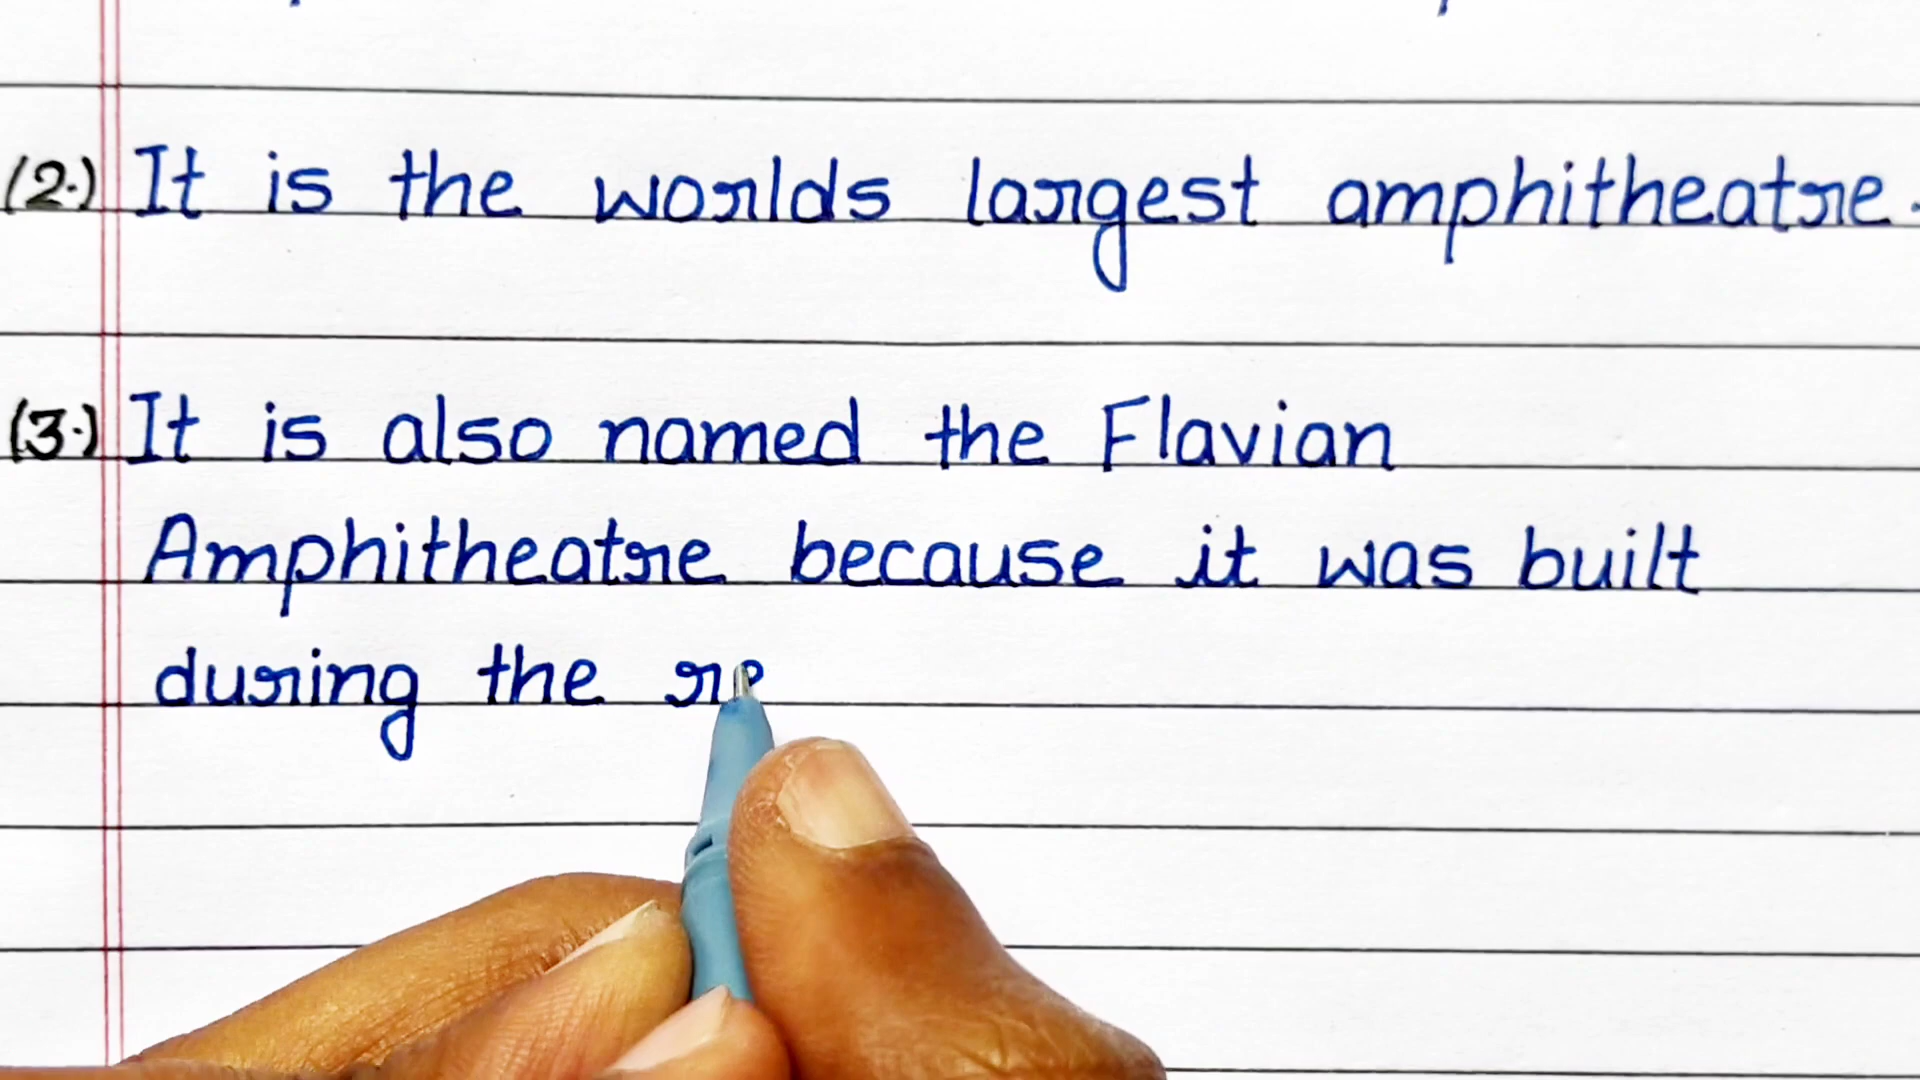 (2.) It is the worlds largest amphitheatre.
(3.) It is also named the Flavian
Amphitheatre because it was built
during the re